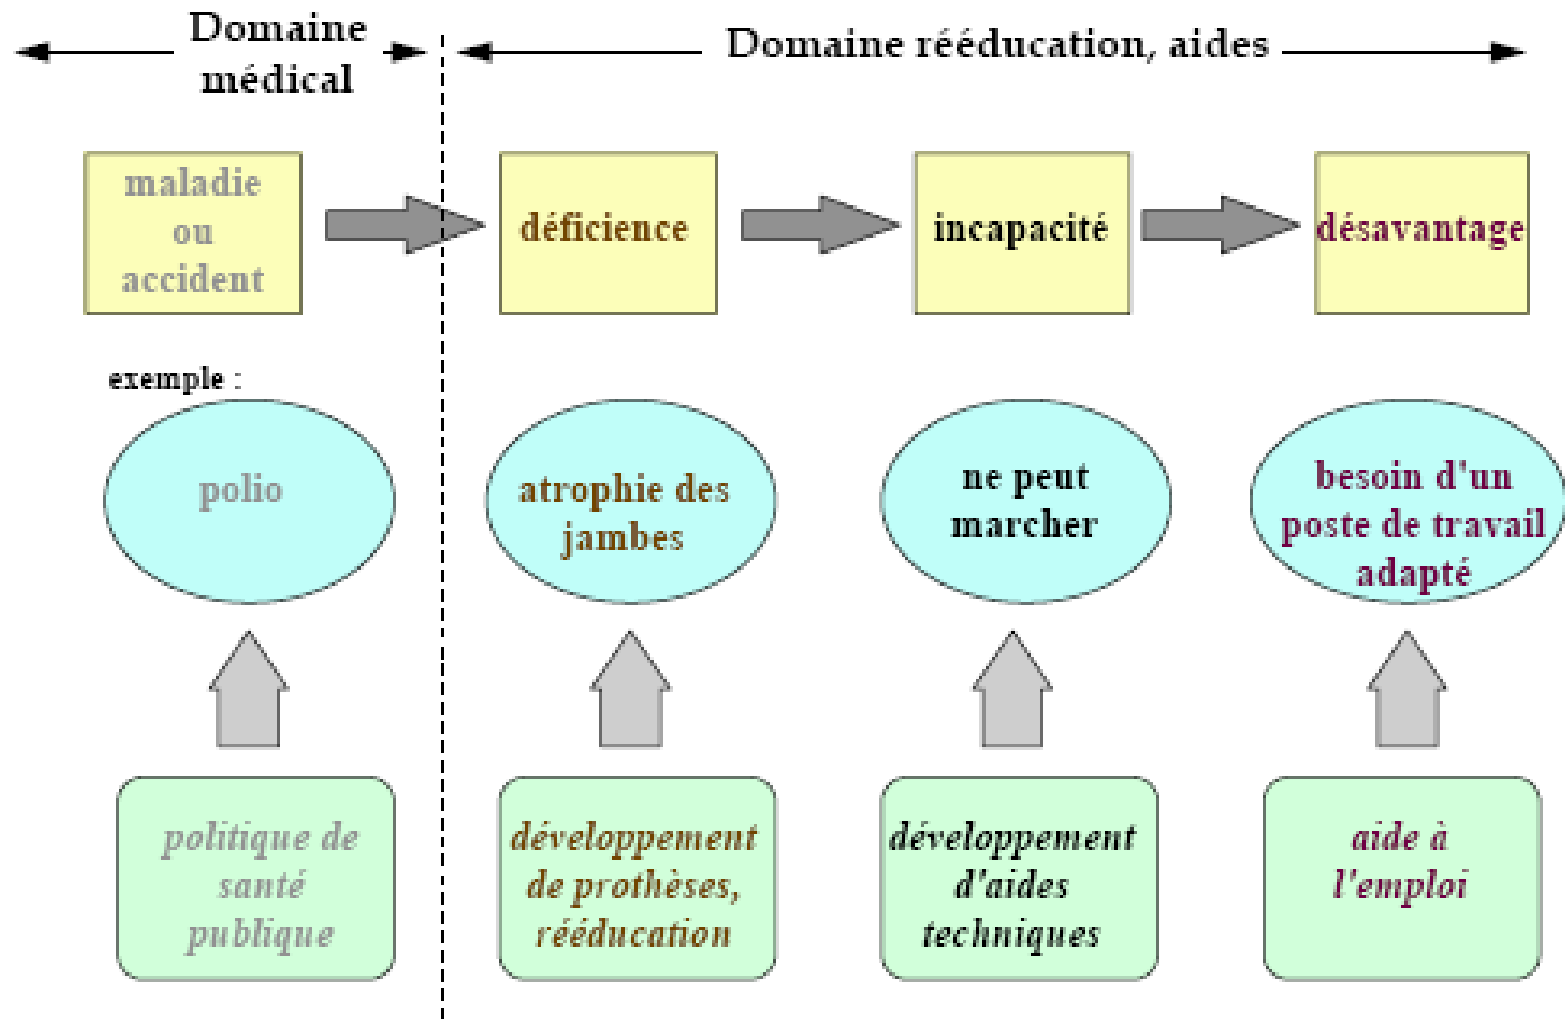 Domaine
médical
Domaine rééducation, aides
maladie
ou
accident
déficience
incapacité
désavantage
exemple :
polio
atrophie des
jambes
ne peut
marcher
besoin d'un
poste de travail
adapté
politique de
santé
publique
développement
de prothèses,
rééducation
développement
d'aides
techniques
aide à
l'emploi